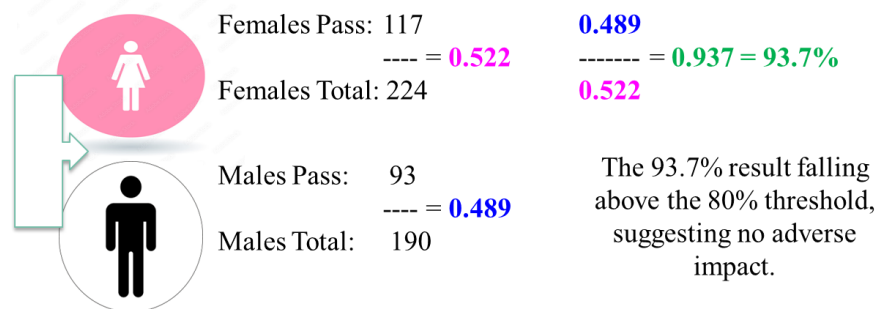 Females Pass: 117
---- = 0.522
Females Total: 224
0.489
------- = 0.937 = 93.7%
0.522
Males Pass: 93
---- = 0.489
Males Total: 190
The 93.7% result falling
above the 80% threshold,
suggesting no adverse
impact.